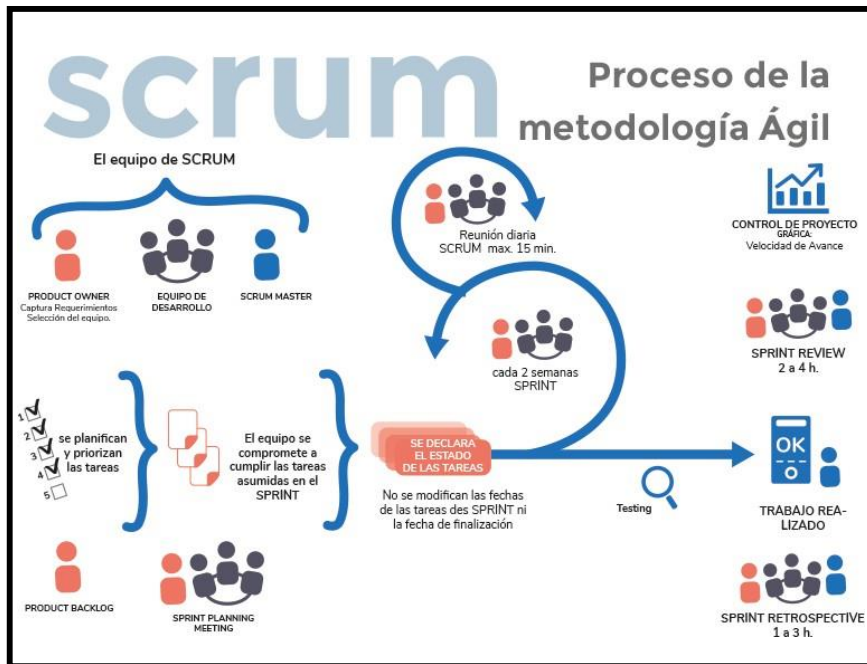 scrum
Proceso de la
metodología Ágil
El equipo de SCRUM
PRODUCT OWNER
Captura Requerimientos
Selección del equipo.
EQUIPO DE
DESARROLLO
SCRUM MASTER
Reunión diaria
SCRUM max. 15 min.
CONTROL DE PROYECTO
GRÁFICA:
Velocidad de Avance
cada 2 semanas
SPRINT
SPRINT REVIEW
2 a 4 h.
1
2
3
4
5
se planifican
y priorizan
las tareas
El equipo se
compromete a
cumplir las tareas
asumidas en el
SPRINT
SE DECLARA
EL ESTADO
DE LAS TAREAS
No se modifican las fechas
de las tareas des SPRINT ni
la fecha de finalización
Testing
OK
TRABAJO REA-
LIZADO
PRODUCT BACKLOG
SPRINT PLANNING
MEETING
SPRINT RETROSPECTIVE
1 a 3 h.